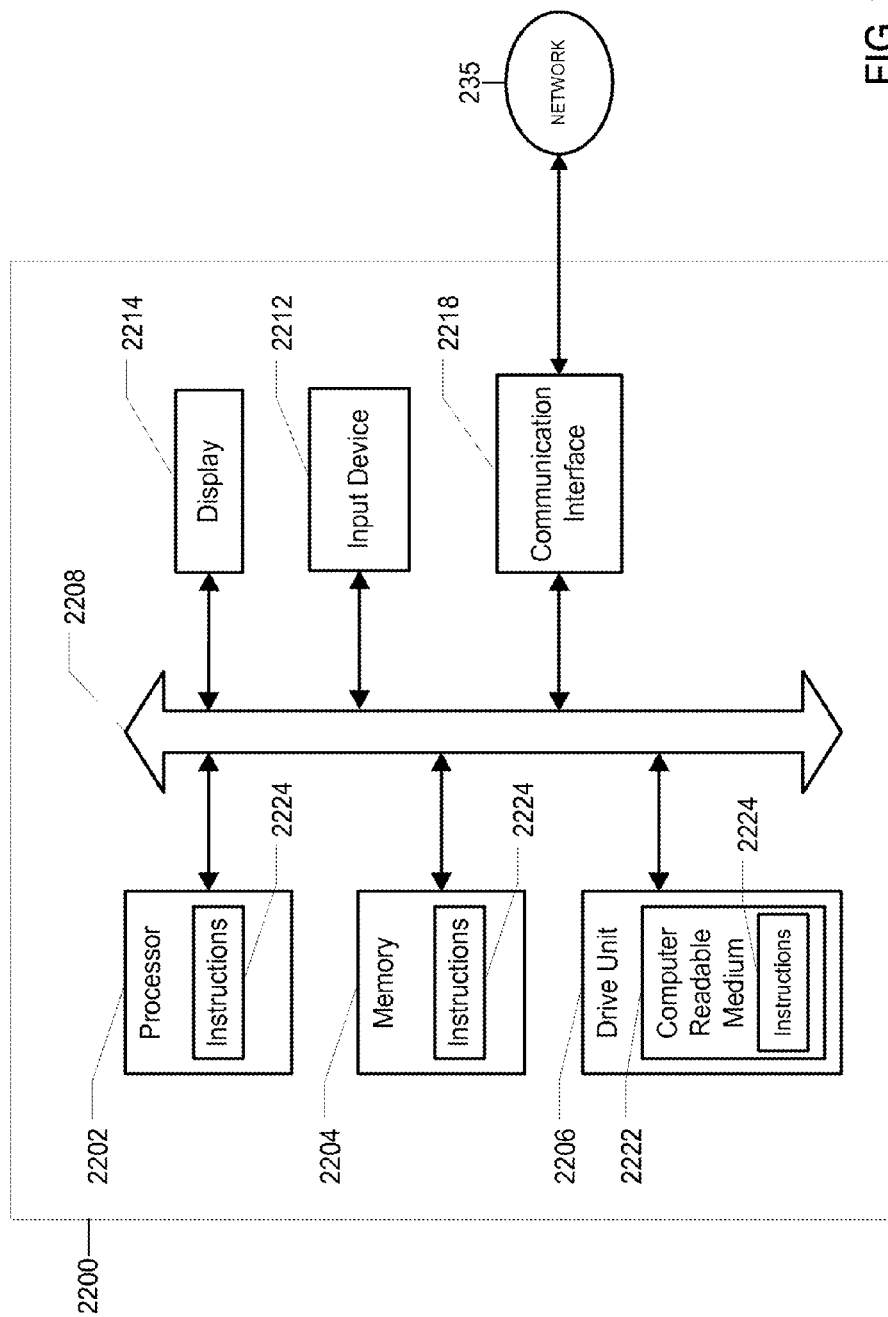 2200
2202
Processor
Instructions
2224
2204
Memory
Instructions
2224
2206
Drive Unit
2222
Computer
Readable
Medium
Instructions
2224
2208
Display
2214
Input Device
2212
Communication
Interface
2218
235
NETWORK
FIG